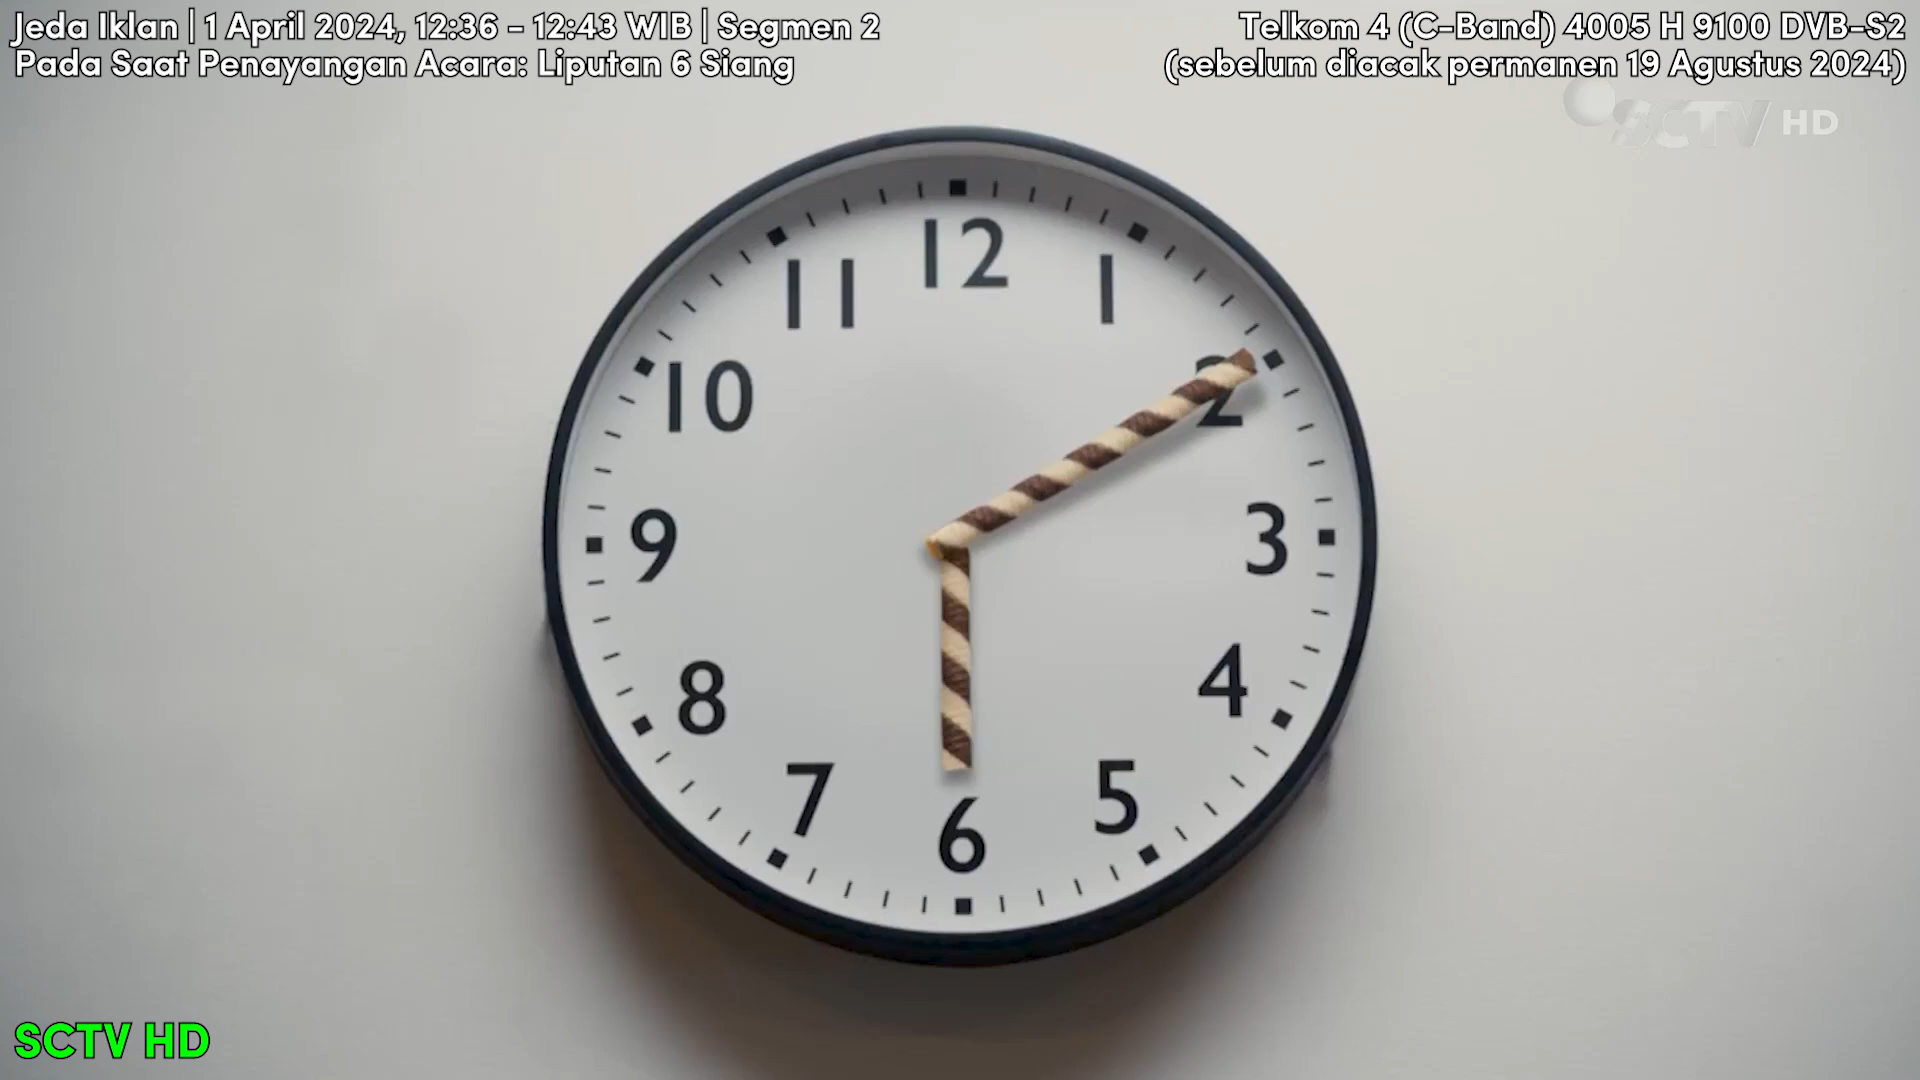 Jeda Iklan | 1 April 2024, 12:36 - 12:43 WIB | Segmen 2
Pada Saat Penayangan Acara: Liputan 6 Siang
Telkom 4 (C-Band) 4005 H 9100 DVB-S2
(sebelum diacak permanen 19 Agustus 2024)
SCTV HD
12
1
2
3
4
5
6
7
8
9
10
11
SCTV HD